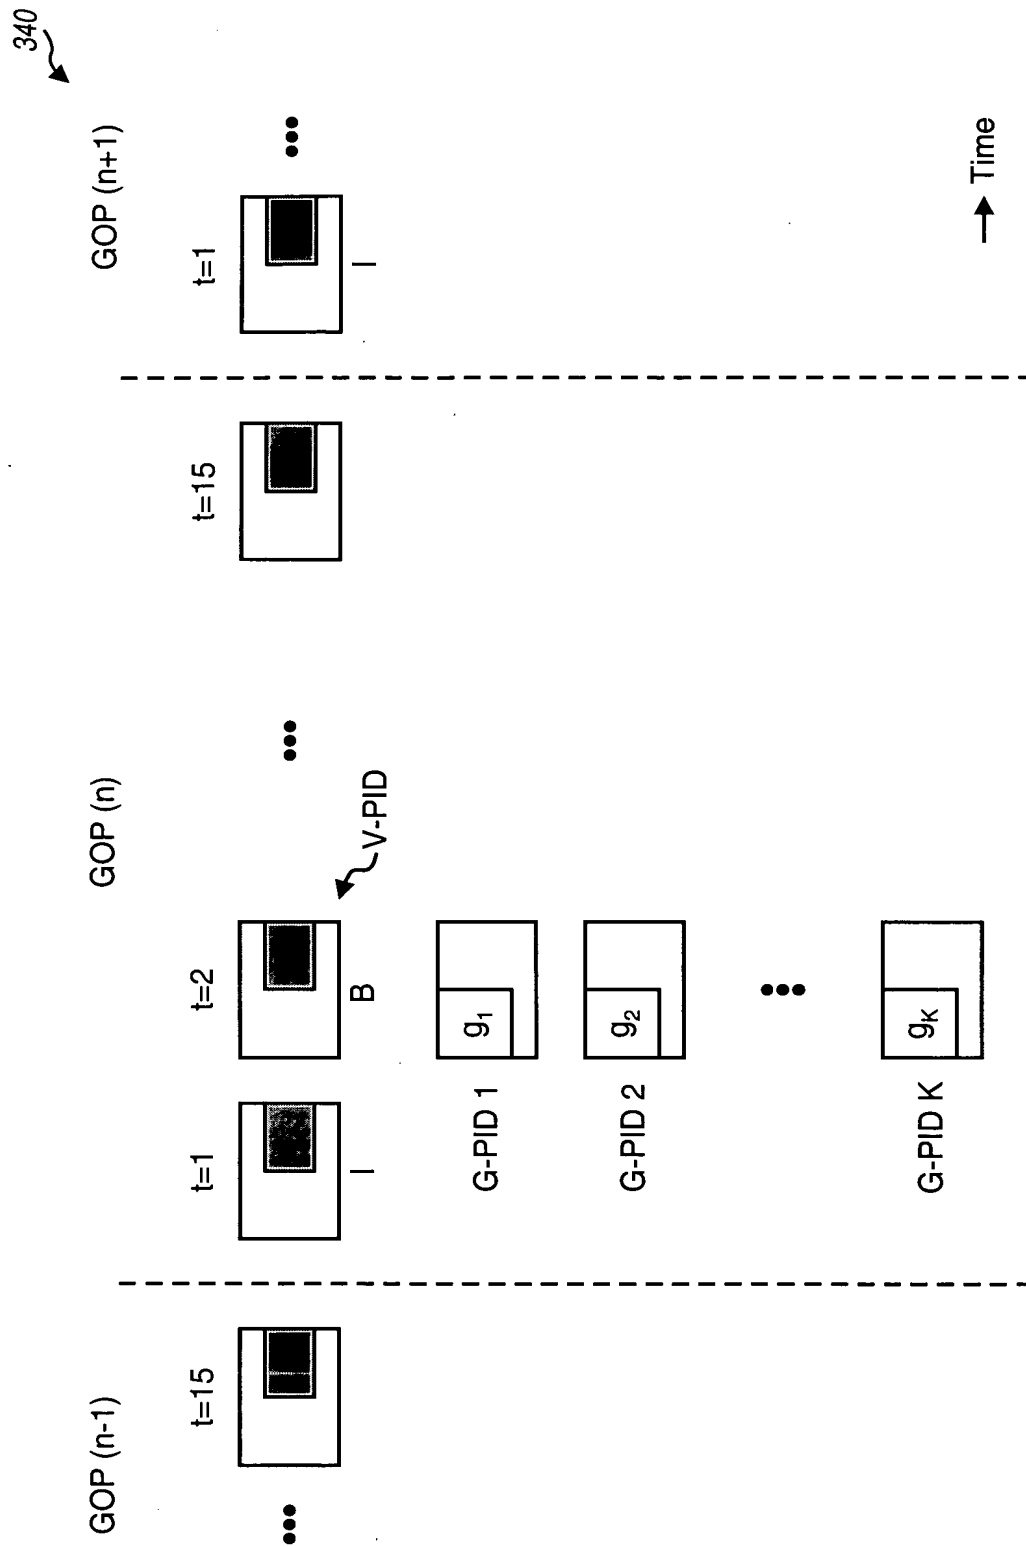 340
GOP (n-1)
GOP (n)
GOP (n+1)
t=15
t=1
t=2
t=15
t=1
I
B
I
V-PID
G-PID 1
g1
G-PID 2
g2
G-PID K
gK
Time